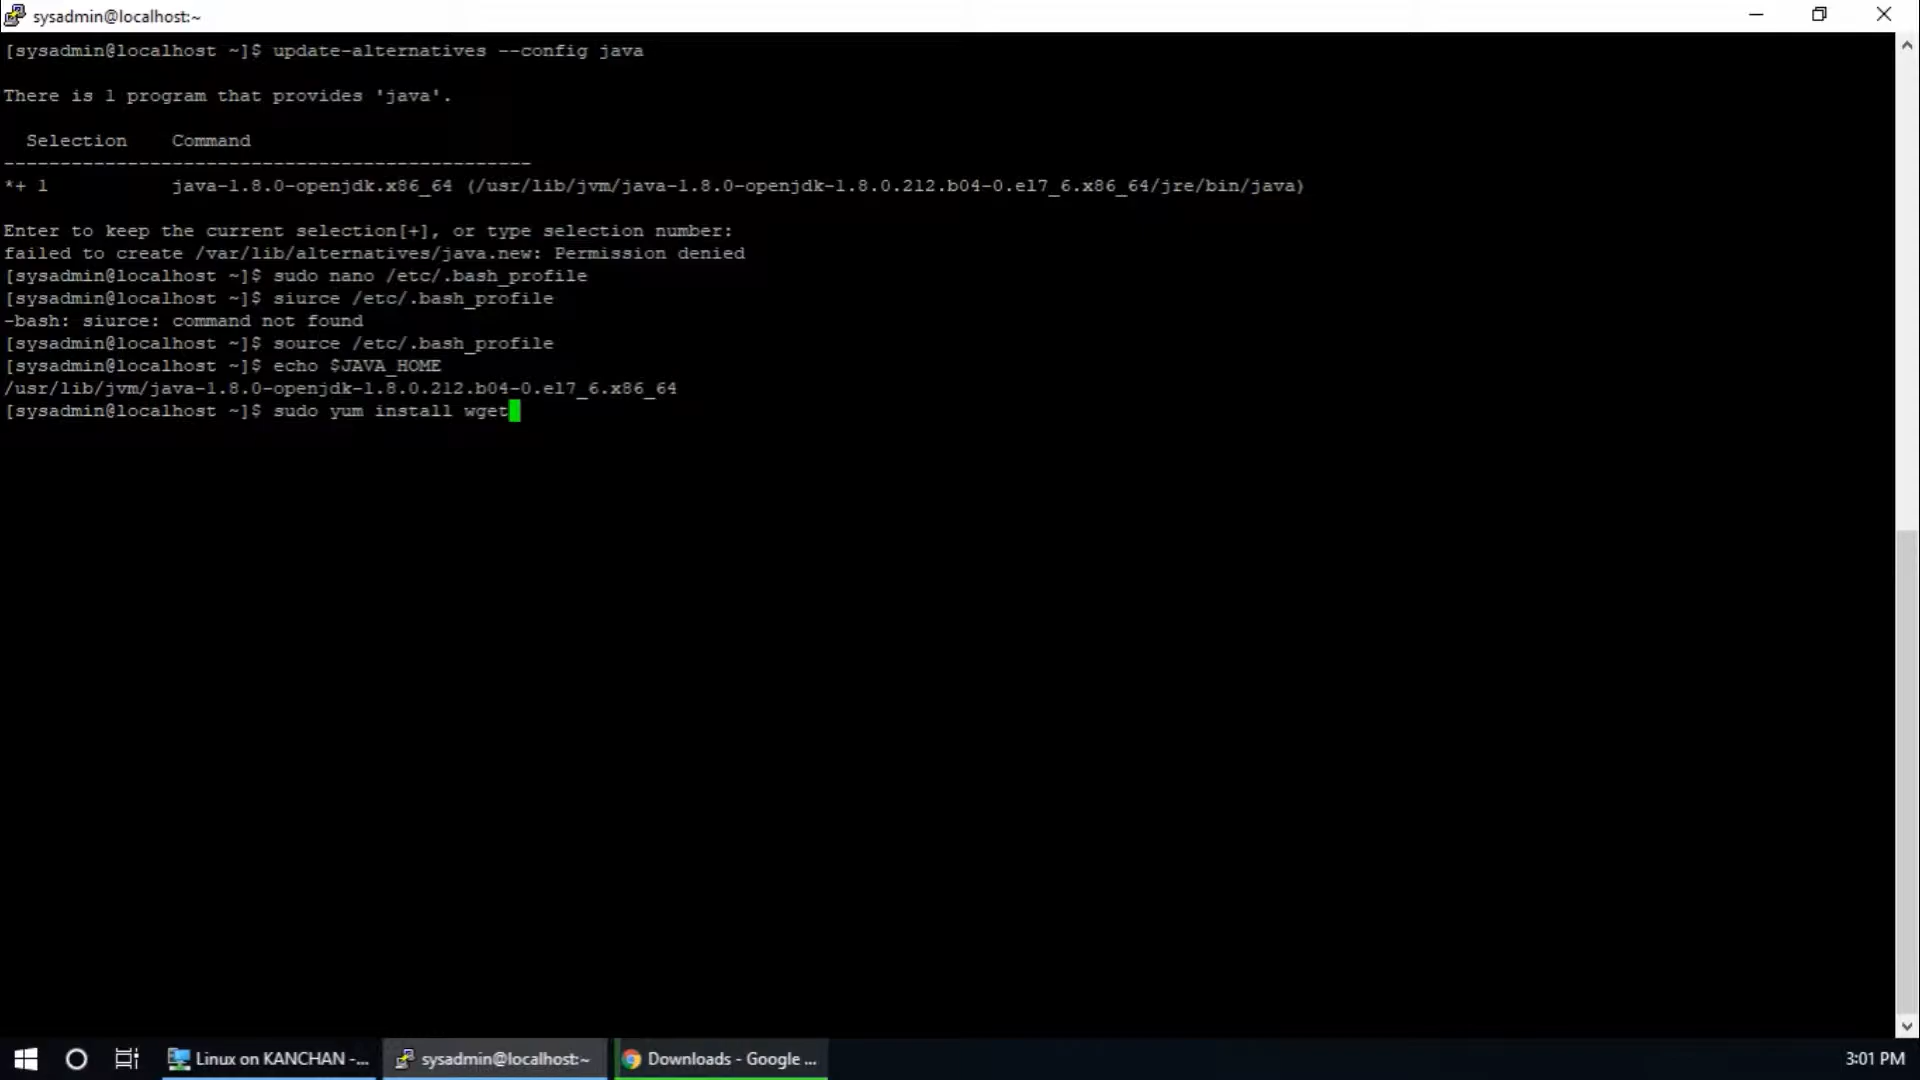 sysadmin@localhost:~
[sysadmin@localhost ~]$ update-alternatives --config java
There is 1 program that provides 'java'.
  Selection    Command
-----------------------------------------------
*+ 1           java-1.8.0-openjdk.x86_64 (/usr/lib/jvm/java-1.8.0-openjdk-1.8.0.212.b04-0.el7_6.x86_64/jre/bin/java)
Enter to keep the current selection[+], or type selection number:
failed to create /var/lib/alternatives/java.new: Permission denied
[sysadmin@localhost ~]$ sudo nano /etc/.bash_profile
[sysadmin@localhost ~]$ siurce /etc/.bash_profile
-bash: siurce: command not found
[sysadmin@localhost ~]$ source /etc/.bash_profile
[sysadmin@localhost ~]$ echo $JAVA_HOME
/usr/lib/jvm/java-1.8.0-openjdk-1.8.0.212.b04-0.el7_6.x86_64
[sysadmin@localhost ~]$ sudo yum install wget
Linux on KANCHAN -... sysadmin@localhost:~ Downloads - Google ... 3:01 PM